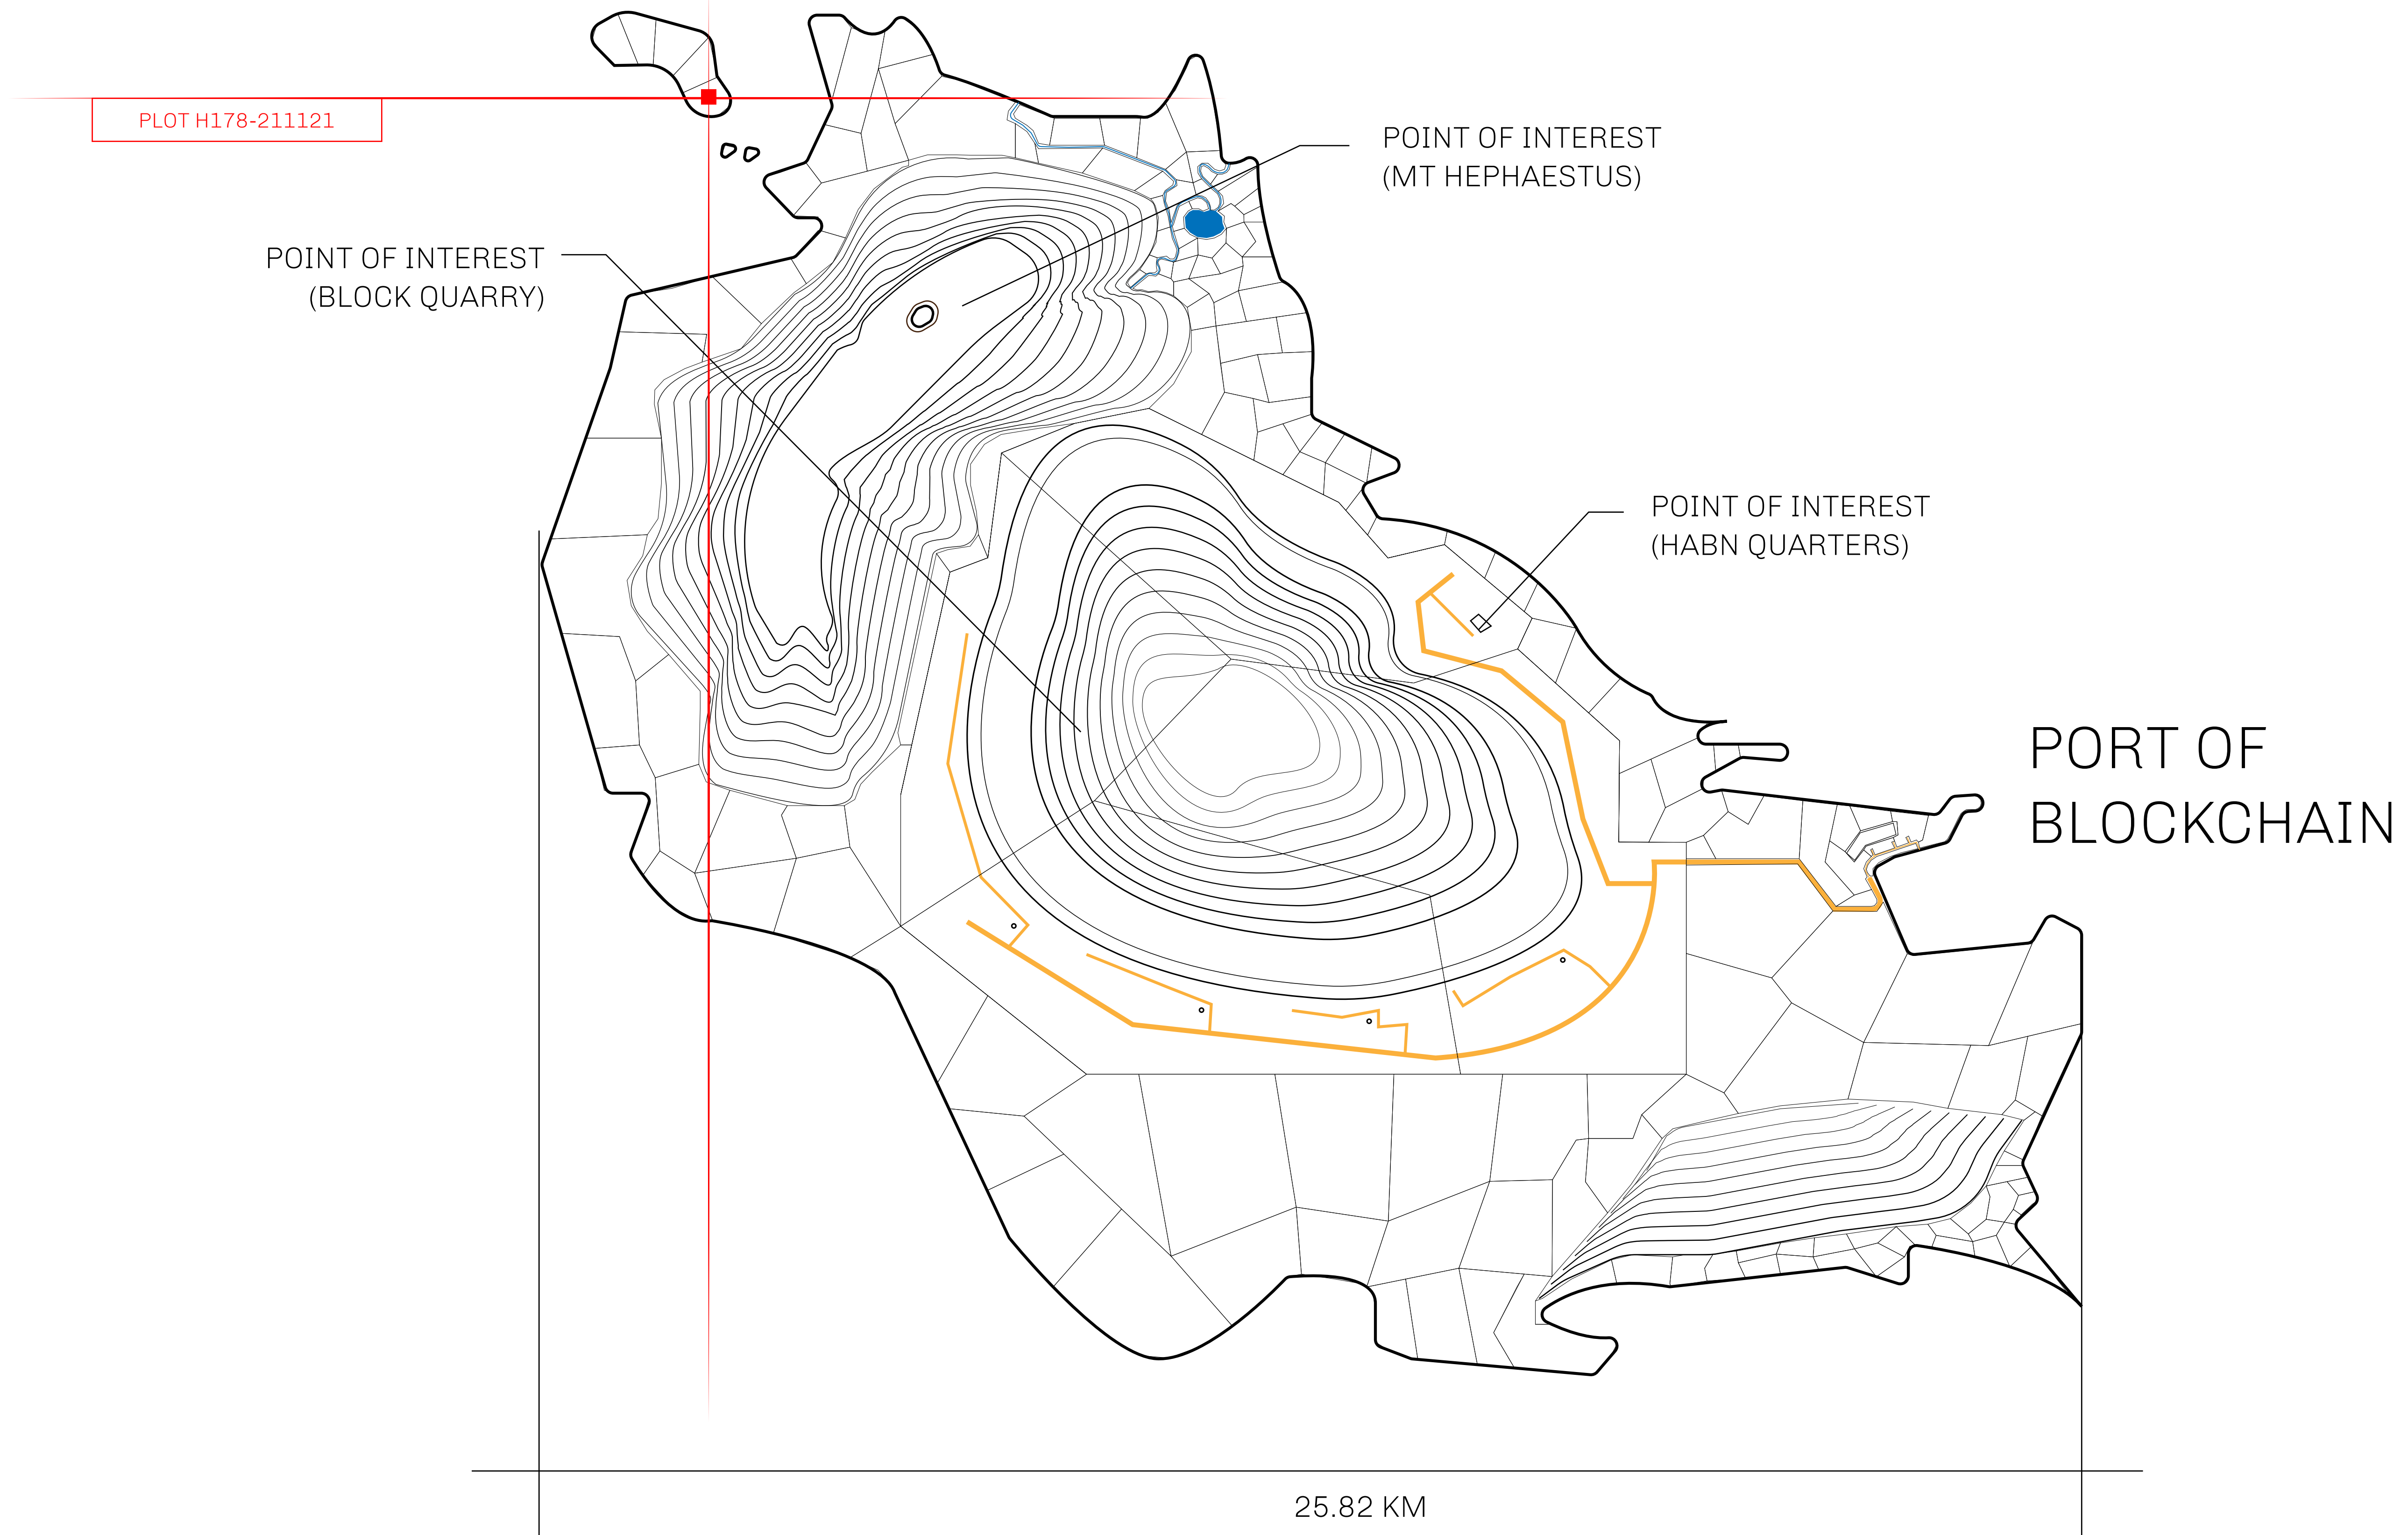 PLOT H178-211121
POINT OF INTEREST
(MT HEPHAESTUS)
POINT OF INTEREST
(BLOCK QUARRY)
POINT OF INTEREST
(HABN QUARTERS)
PORT OF
BLOCKCHAIN
25.82 KM